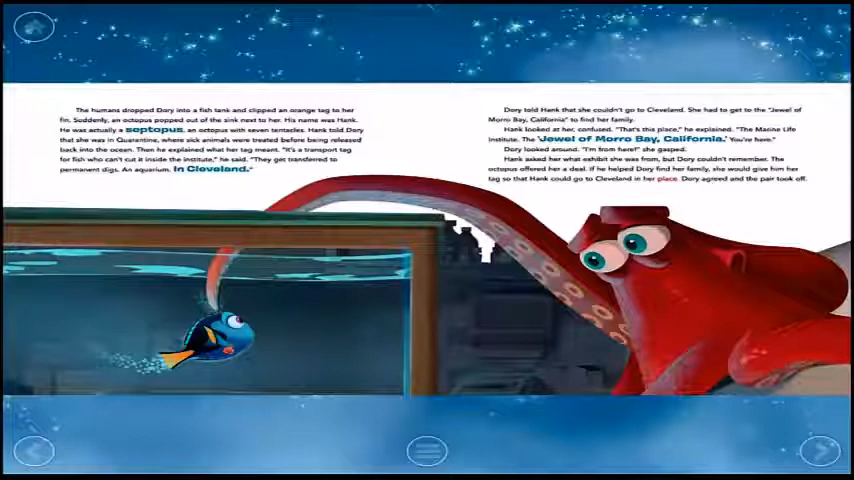 The humans dropped Dory into a fish tank and clipped an orange tag to her
fin. Suddenly, an octopus popped out of the sink next to her. His name was Hank.
He was actually a septopus, an octopus with seven tentacles. Hank told Dory
that she was in Quarantine, where sick animals were treated before being released
back into the ocean. Then he explained what her tag meant. "It's a transport tag
for fish who can't cut it inside the institute," he said. "They get transferred to
permanent digs. An aquarium. In Cleveland."
Dory told Hank that she couldn't go to Cleveland. She had to get to the "Jewel of
Morro Bay, California" to find her family.
Hank looked at her, confused. "That's this place," he explained. "The Marine Life
Institute. The 'Jewel of Morro Bay, California.' You're here."
Dory looked around. "I'm from here?" she gasped.
Hank asked her what exhibit she was from, but Dory couldn't remember. The
octopus offered her a deal. If he helped Dory find her family, she would give him her
tag so that Hank could go to Cleveland in her place. Dory agreed and the pair took off.